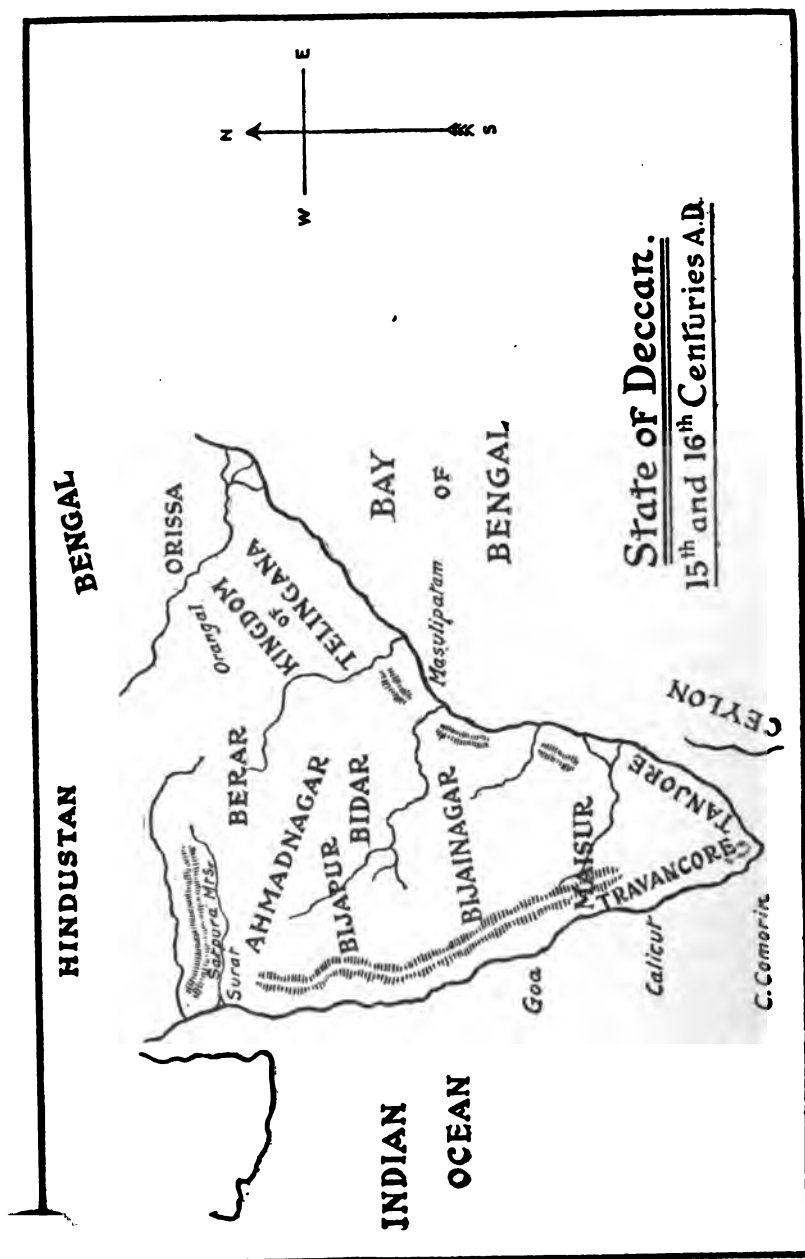 HINDUSTAN
BENGAL
N
W
E
S
ORISSA
Orangal
KINGDOM
OF
TELINGANA
Satpura Mts.
Surat
BERAR
AHMADNAGAR
BIDAR
BIJAPUR
Masulipatam
BAY
OF
BENGAL
INDIAN
OCEAN
BIJAINAGAR
Goa
MAISUR
Calicut
TRAVANCORE
TANJORE
C. Comorin
CEYLON
State of Deccan.
15th and 16th Centuries A.D.